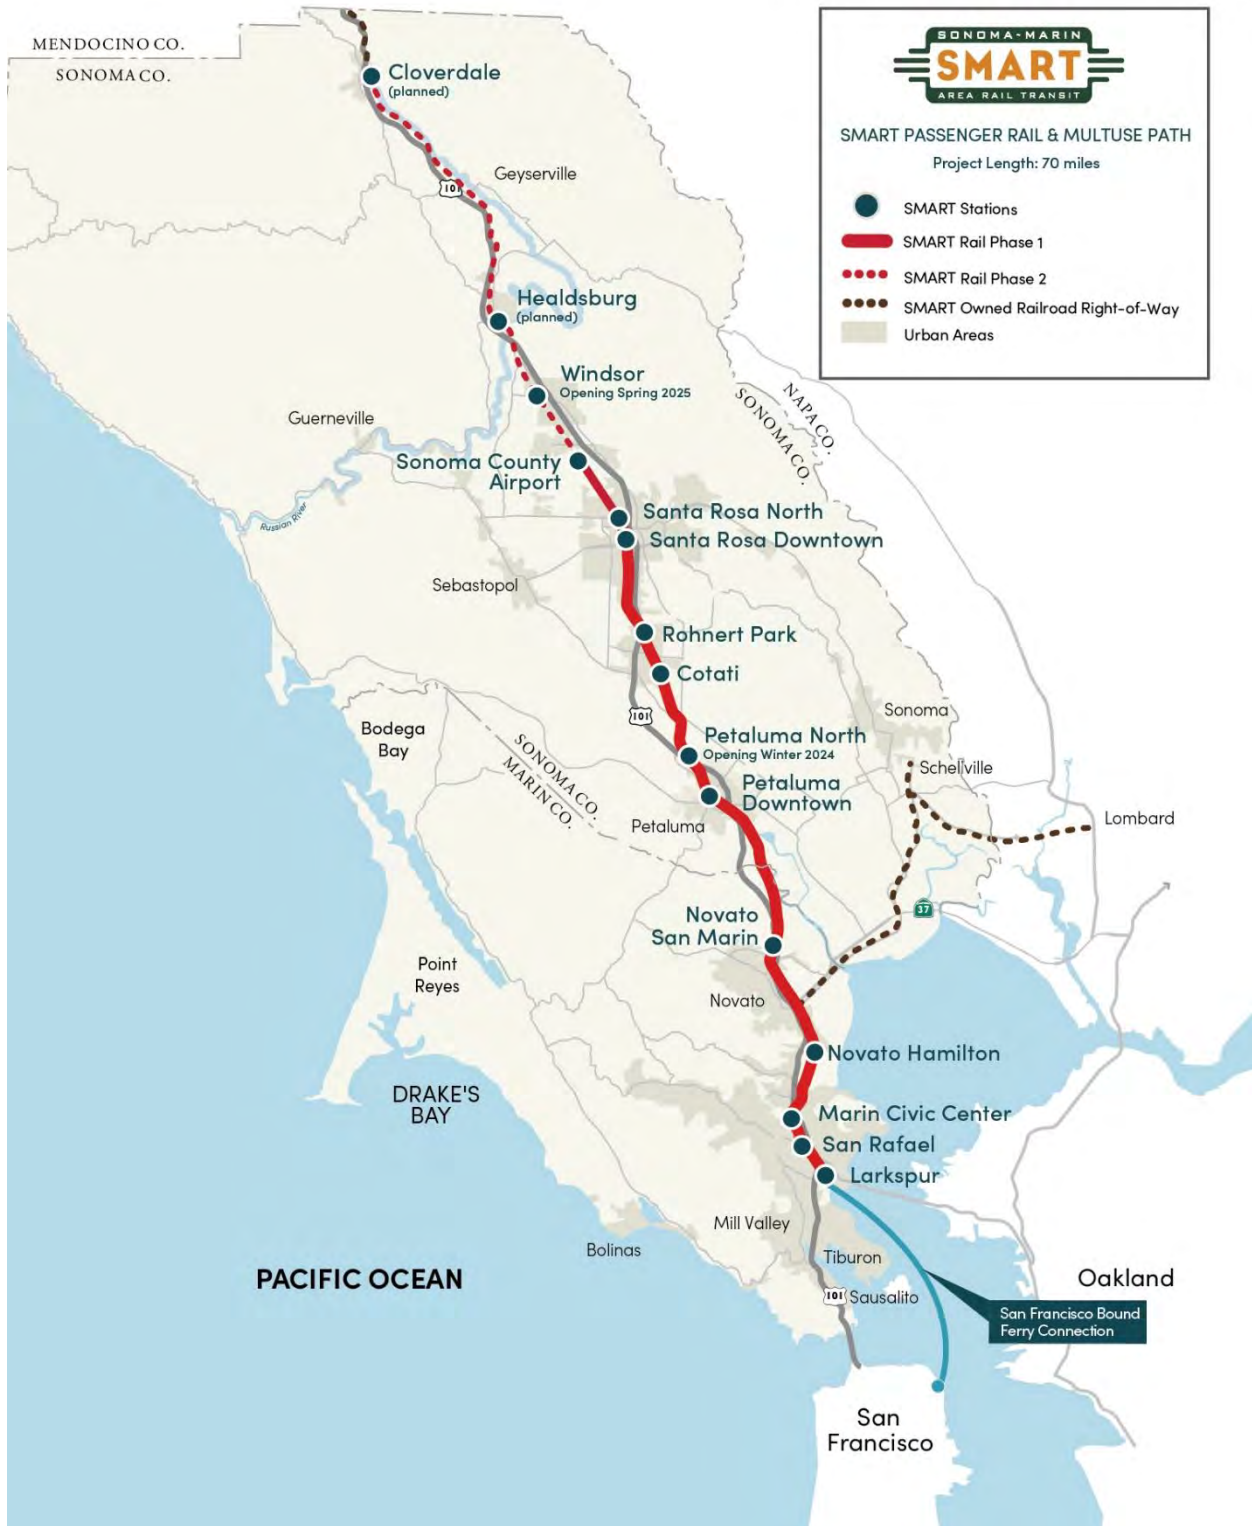 MENDOCINO CO.
SONOMA CO.
SONOMA-MARIN
SMART
AREA RAIL TRANSIT
SMART PASSENGER RAIL & MULTUSE PATH
Project Length: 70 miles
SMART Stations
SMART Rail Phase 1
SMART Rail Phase 2
SMART Owned Railroad Right-of-Way
Urban Areas
Cloverdale
(planned)
Geyserville
101
Healdsburg
(planned)
Windsor
Opening Spring 2025
NAPA CO.
SONOMA CO.
Guerneville
Sonoma County
Airport
Russian River
Santa Rosa North
Santa Rosa Downtown
Sebastopol
Rohnert Park
Cotati
101
Sonoma
Bodega
Bay
SONOMA CO.
MARIN CO.
Petaluma North
Opening Winter 2024
Schellville
Petaluma
Downtown
Petaluma
Lombard
37
Novato
San Marin
Point
Reyes
Novato
Novato Hamilton
DRAKE'S
BAY
Marin Civic Center
San Rafael
Larkspur
Mill Valley
Bolinas
Tiburon
PACIFIC OCEAN
Oakland
101
Sausalito
San Francisco Bound
Ferry Connection
San
Francisco